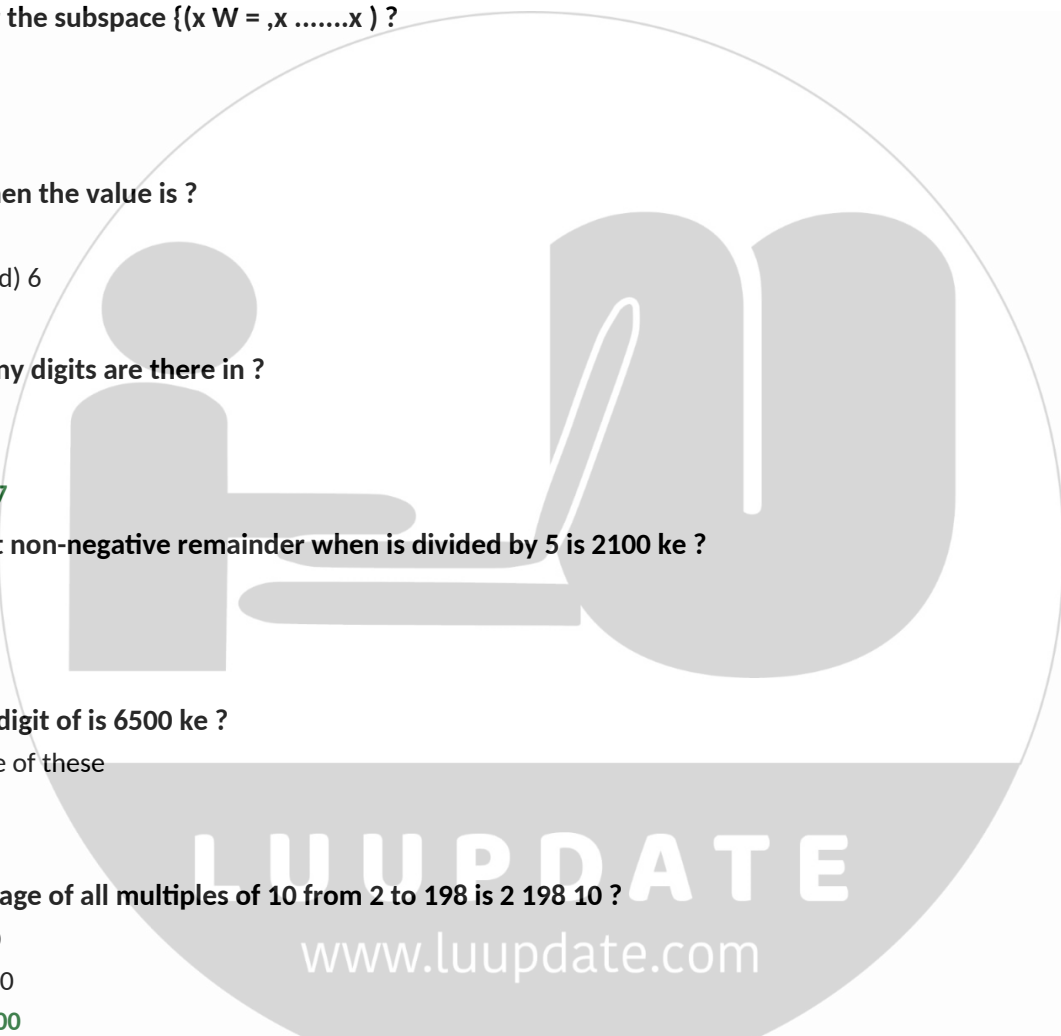 the subspace {(x W = ,x .......x ) ?
en the value is ?
d) 6
ny digits are there in ?
7
t non-negative remainder when is divided by 5 is 2100 ke ?
digit of is 6500 ke ?
e of these
LUUPDATE
age of all multiples of 10 from 2 to 198 is 2 198 10 ?
www.luupdate.com
0
00